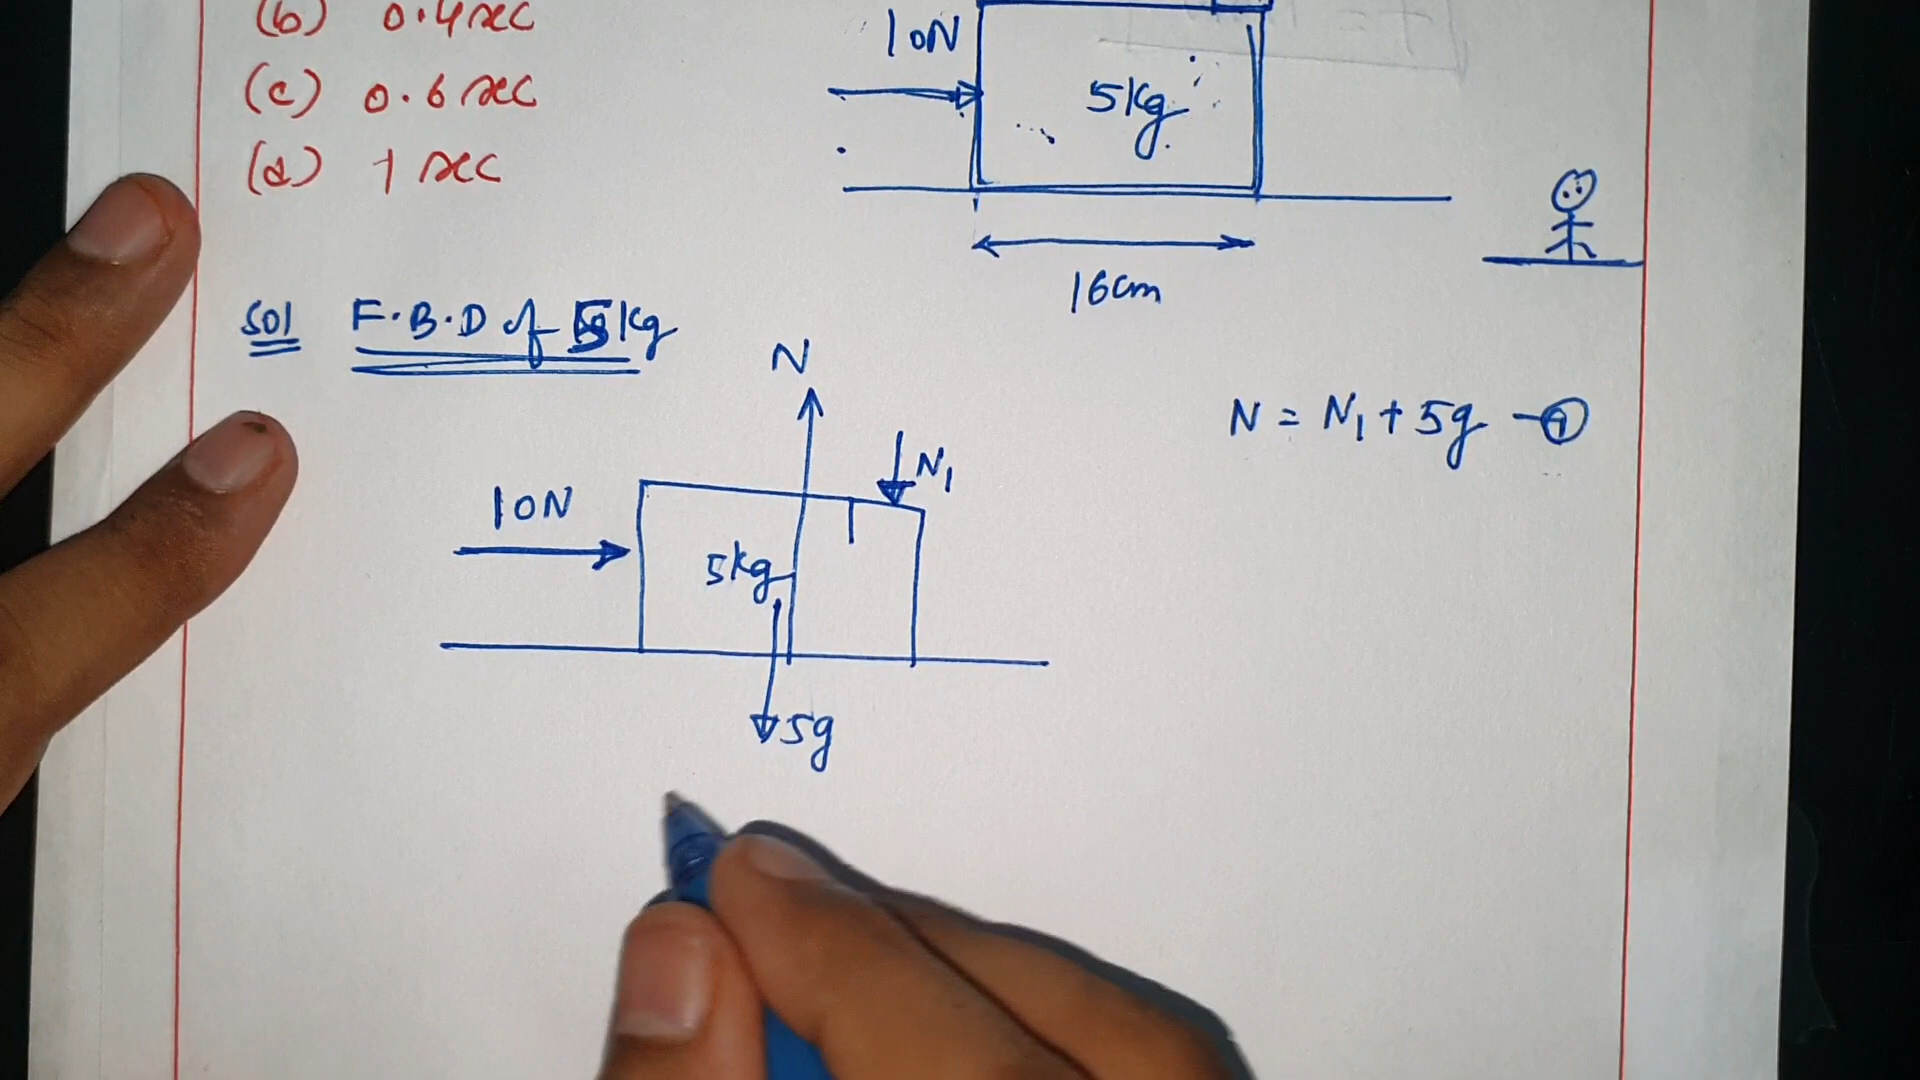 (b) 0.4 sec
(c) 0.6 sec
(d) 1 sec
10N
5kg
16cm
Sol F.B.D of 5kg
N
N₁
10N
5kg
5g
N = N₁ + 5g — ①